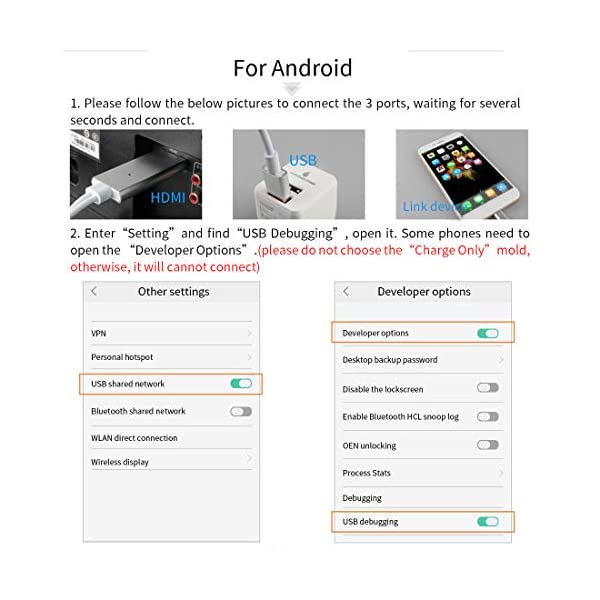 For Android
1. Please follow the below pictures to connect the 3 ports, waiting for several
seconds and connect.
HDMI
USB
Link device
2. Enter “Setting” and find “USB Debugging” , open it. Some phones need to
open the “Developer Options” .(please do not choose the “Charge Only” mold,
otherwise, it will cannot connect)
Other settings
VPN
Personal hotspot
USB shared network
Bluetooth shared network
WLAN direct connection
Wireless display
Developer options
Developer options
Desktop backup password
Disable the lockscreen
Enable Bluetooth HCL snoop log
OEN unlocking
Process Stats
Debugging
USB debugging